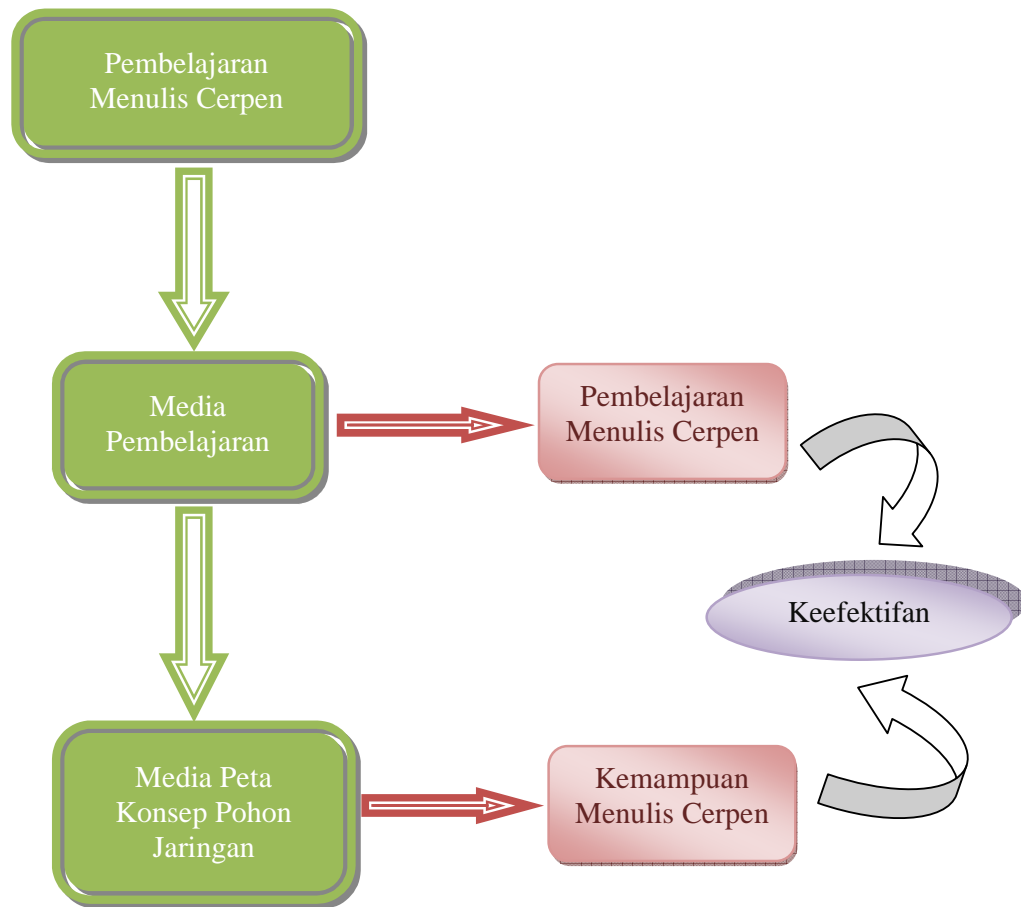 Pembelajaran
Menulis Cerpen
Media
Pembelajaran
Pembelajaran
Menulis Cerpen
Keefektifan
Media Peta
Konsep Pohon
Jaringan
Kemampuan
Menulis Cerpen